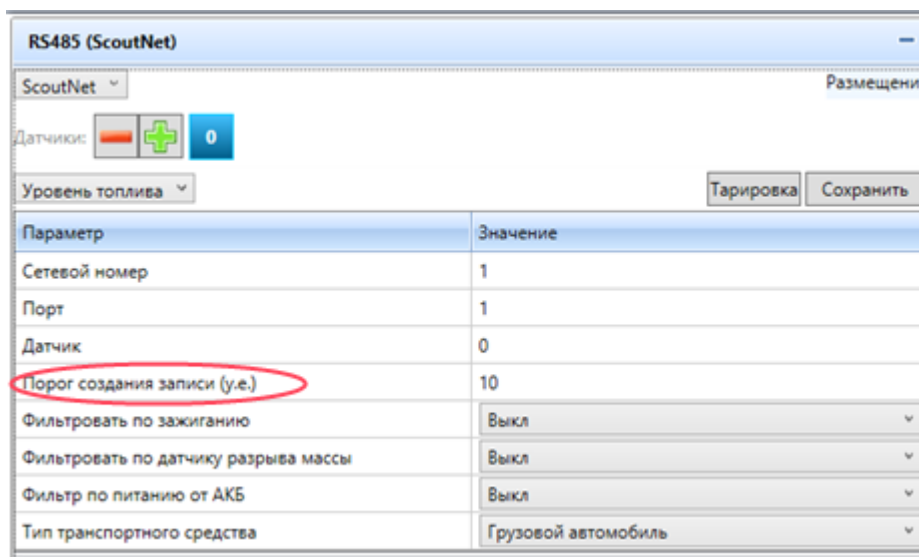 RS485 (ScoutNet)
ScoutNet
Размещени
Датчики: 0
Уровень топлива Тарировка Сохранить
Параметр Значение
Сетевой номер 1
Порт 1
Датчик 0
Порог создания записи (у.е.) 10
Фильтровать по зажиганию Выкл
Фильтровать по датчику разрыва массы Выкл
Фильтр по питанию от АКБ Выкл
Тип транспортного средства Грузовой автомобиль